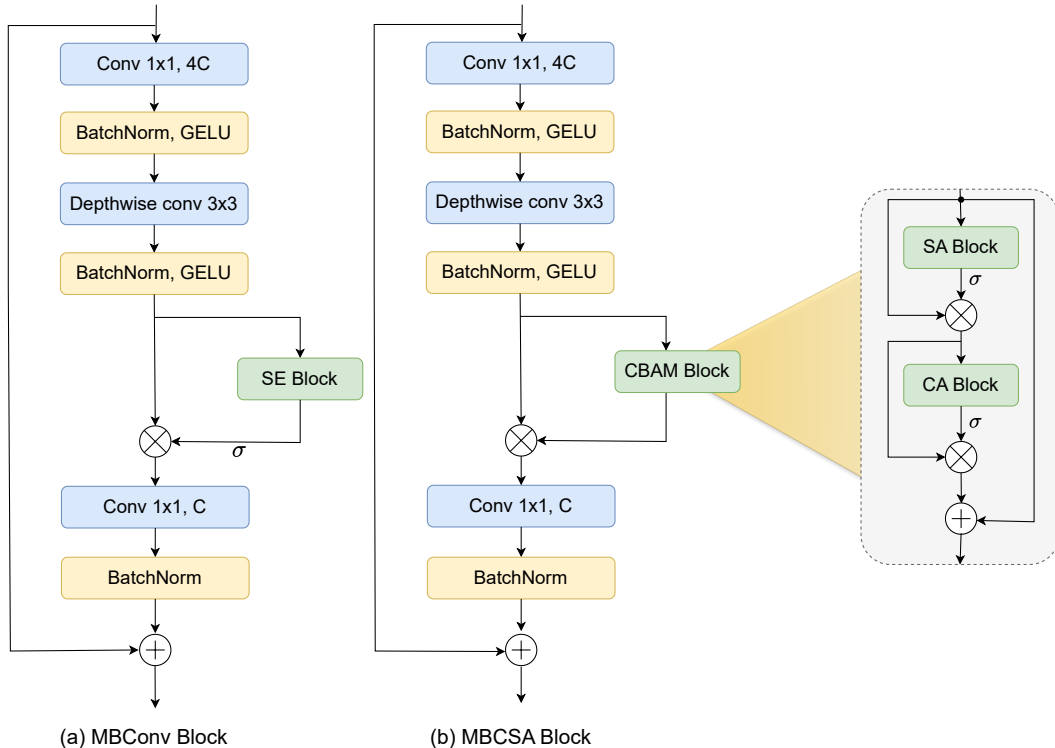 Conv 1x1, 4C
BatchNorm, GELU
Depthwise conv 3x3
BatchNorm, GELU
SE Block
σ
Conv 1x1, C
BatchNorm
(a) MBConv Block
Conv 1x1, 4C
BatchNorm, GELU
Depthwise conv 3x3
BatchNorm, GELU
CBAM Block
Conv 1x1, C
BatchNorm
(b) MBCSA Block
SA Block
σ
CA Block
σ